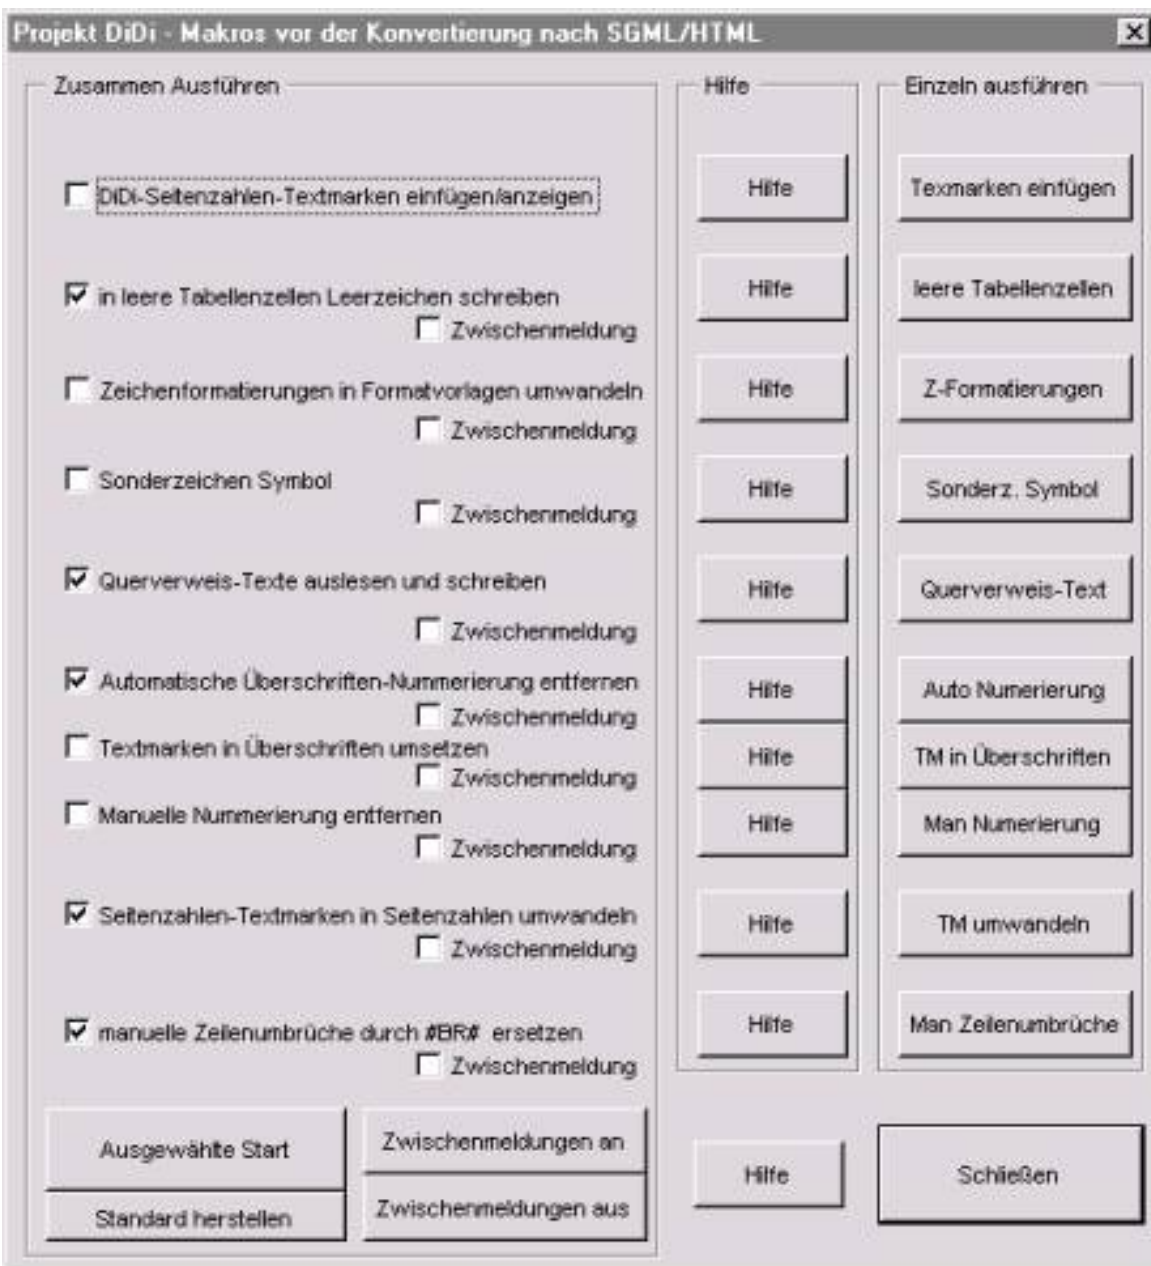 Projekt DiDi - Makros vor der Konvertierung nach SGML/HTML
Zusammen Ausführen
Hilfe
Einzeln ausführen
DiDi-Seitenzahlen-Textmarken einfügen/anzeigen
Hilfe
Texmarken einfügen
in leere Tabellenzellen Leerzeichen schreiben
Zwischenmeldung
Hilfe
leere Tabellenzellen
Zeichenformatierungen in Formatvorlagen umwandeln
Zwischenmeldung
Hilfe
Z-Formatierungen
Sonderzeichen Symbol
Zwischenmeldung
Hilfe
Sonderz. Symbol
Querverweis-Texte auslesen und schreiben
Zwischenmeldung
Hilfe
Querverweis-Text
Automatische Überschriften-Nummerierung entfernen
Zwischenmeldung
Hilfe
Auto Numerierung
Textmarken in Überschriften umsetzen
Zwischenmeldung
Hilfe
TM in Überschriften
Manuelle Nummerierung entfernen
Zwischenmeldung
Hilfe
Man Numerierung
Seitenzahlen-Textmarken in Seitenzahlen umwandeln
Zwischenmeldung
Hilfe
TM umwandeln
manuelle Zeilenumbrüche durch #BR# ersetzen
Zwischenmeldung
Hilfe
Man Zeilenumbrüche
Ausgewählte Start
Zwischenmeldungen an
Standard herstellen
Zwischenmeldungen aus
Hilfe
Schließen